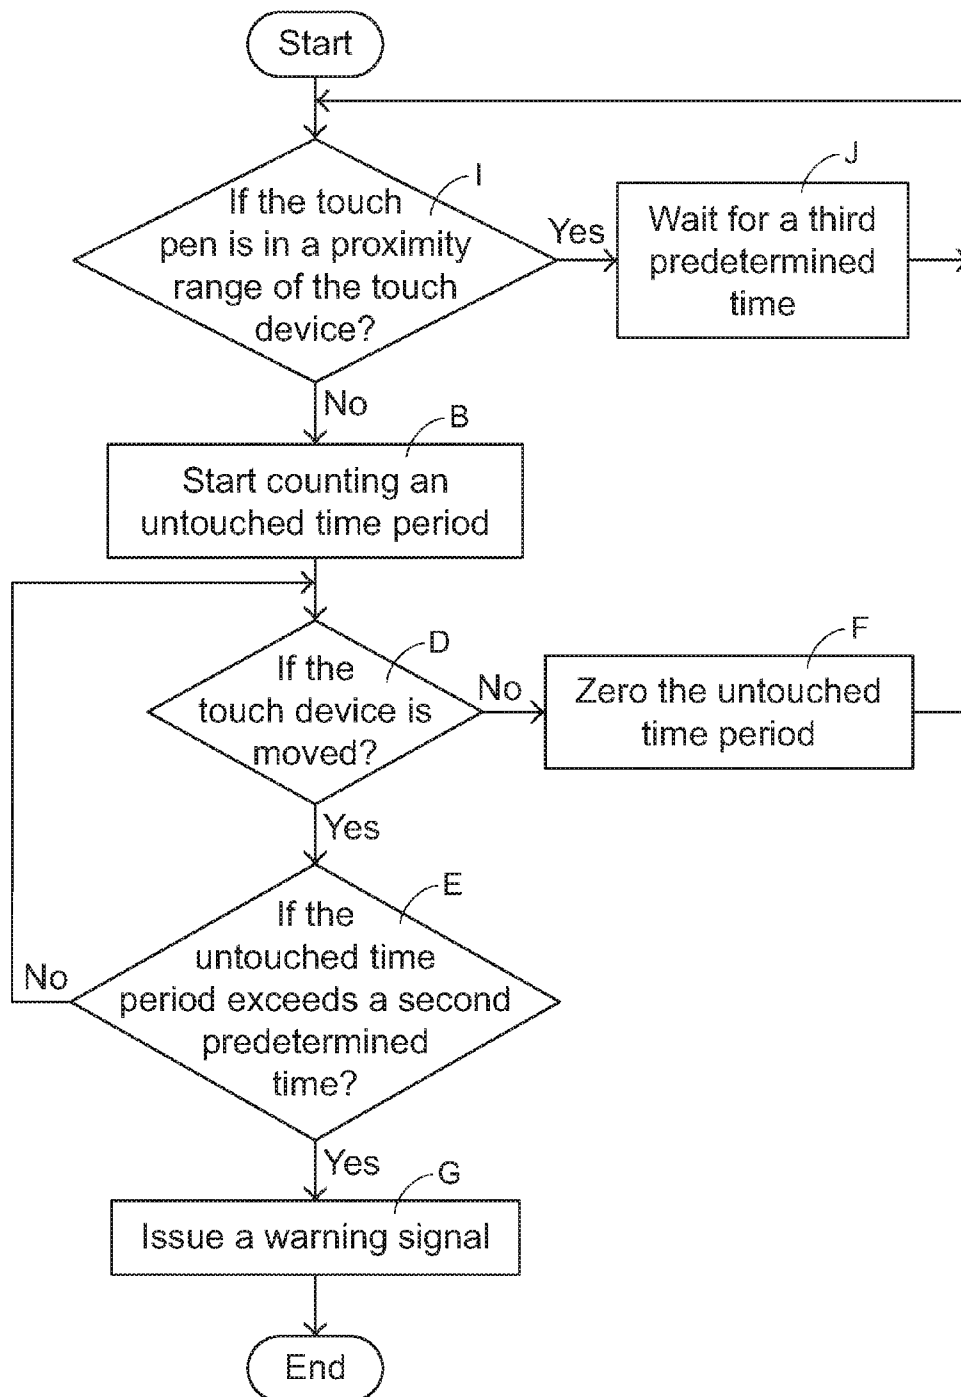 Start
I
If the touch
pen is in a proximity
range of the touch
device?
Yes
J
Wait for a third
predetermined
time
No
B
Start counting an
untouched time period
D
If the
touch device is
moved?
No
F
Zero the untouched
time period
Yes
E
If the
untouched time
period exceeds a second
predetermined
time?
No
Yes
G
Issue a warning signal
End